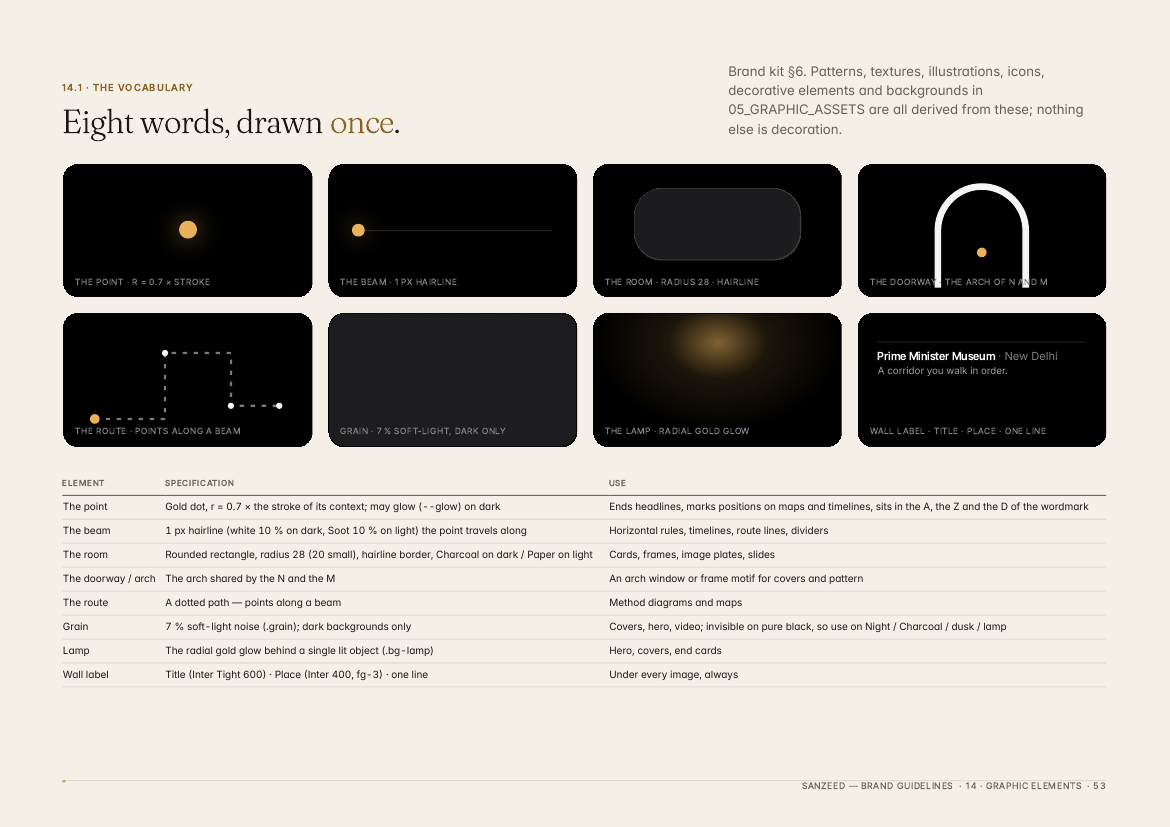 14.1 · THE VOCABULARY
Eight words, drawn once.
Brand kit §6. Patterns, textures, illustrations, icons,
decorative elements and backgrounds in
05_GRAPHIC_ASSETS are all derived from these; nothing
else is decoration.
THE POINT · R = 0.7 × STROKE
THE BEAM · 1 PX HAIRLINE
THE ROOM · RADIUS 28 · HAIRLINE
THE DOORWAY · THE ARCH OF N AND M
THE ROUTE · POINTS ALONG A BEAM
GRAIN · 7 % SOFT-LIGHT, DARK ONLY
THE LAMP · RADIAL GOLD GLOW
Prime Minister Museum · New Delhi
A corridor you walk in order.
WALL LABEL · TITLE · PLACE · ONE LINE
ELEMENT SPECIFICATION USE
The point Gold dot, r = 0.7 × the stroke of its context; may glow (--glow) on dark Ends headlines, marks positions on maps and timelines, sits in the A, the Z and the D of the wordmark
The beam 1 px hairline (white 10 % on dark, Soot 10 % on light) the point travels along Horizontal rules, timelines, route lines, dividers
The room Rounded rectangle, radius 28 (20 small), hairline border, Charcoal on dark / Paper on light Cards, frames, image plates, slides
The doorway / arch The arch shared by the N and the M An arch window or frame motif for covers and pattern
The route A dotted path — points along a beam Method diagrams and maps
Grain 7 % soft-light noise (.grain); dark backgrounds only Covers, hero, video; invisible on pure black, so use on Night / Charcoal / dusk / lamp
Lamp The radial gold glow behind a single lit object (.bg-lamp) Hero, covers, end cards
Wall label Title (Inter Tight 600) · Place (Inter 400, fg-3) · one line Under every image, always
SANZEED — BRAND GUIDELINES · 14 · GRAPHIC ELEMENTS · 53